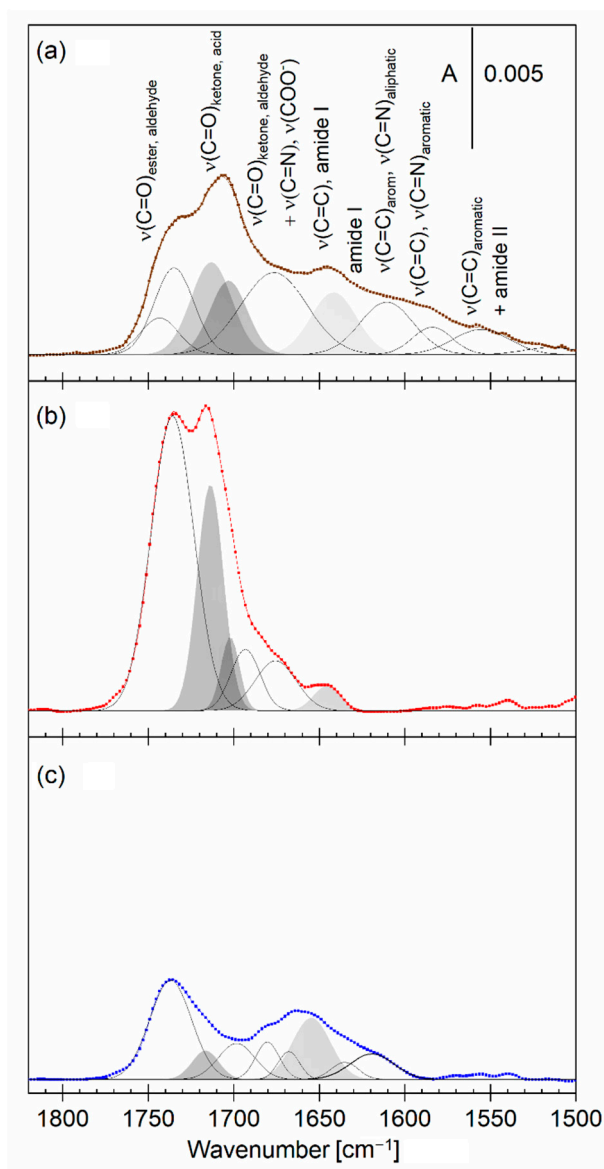 (a)
A 0.005
ν(C=O)ester, aldehyde
ν(C=O)ketone, acid
ν(C=O)ketone, aldehyde
+ ν(C=N), ν(COO⁻)
ν(C=C), amide I
amide I
ν(C=C)arom, ν(C=N)aliphatic
ν(C=C), ν(C=N)aromatic
ν(C=C)aromatic
+ amide II
(b)
(c)
1800 1750 1700 1650 1600 1550 1500
Wavenumber [cm⁻¹]